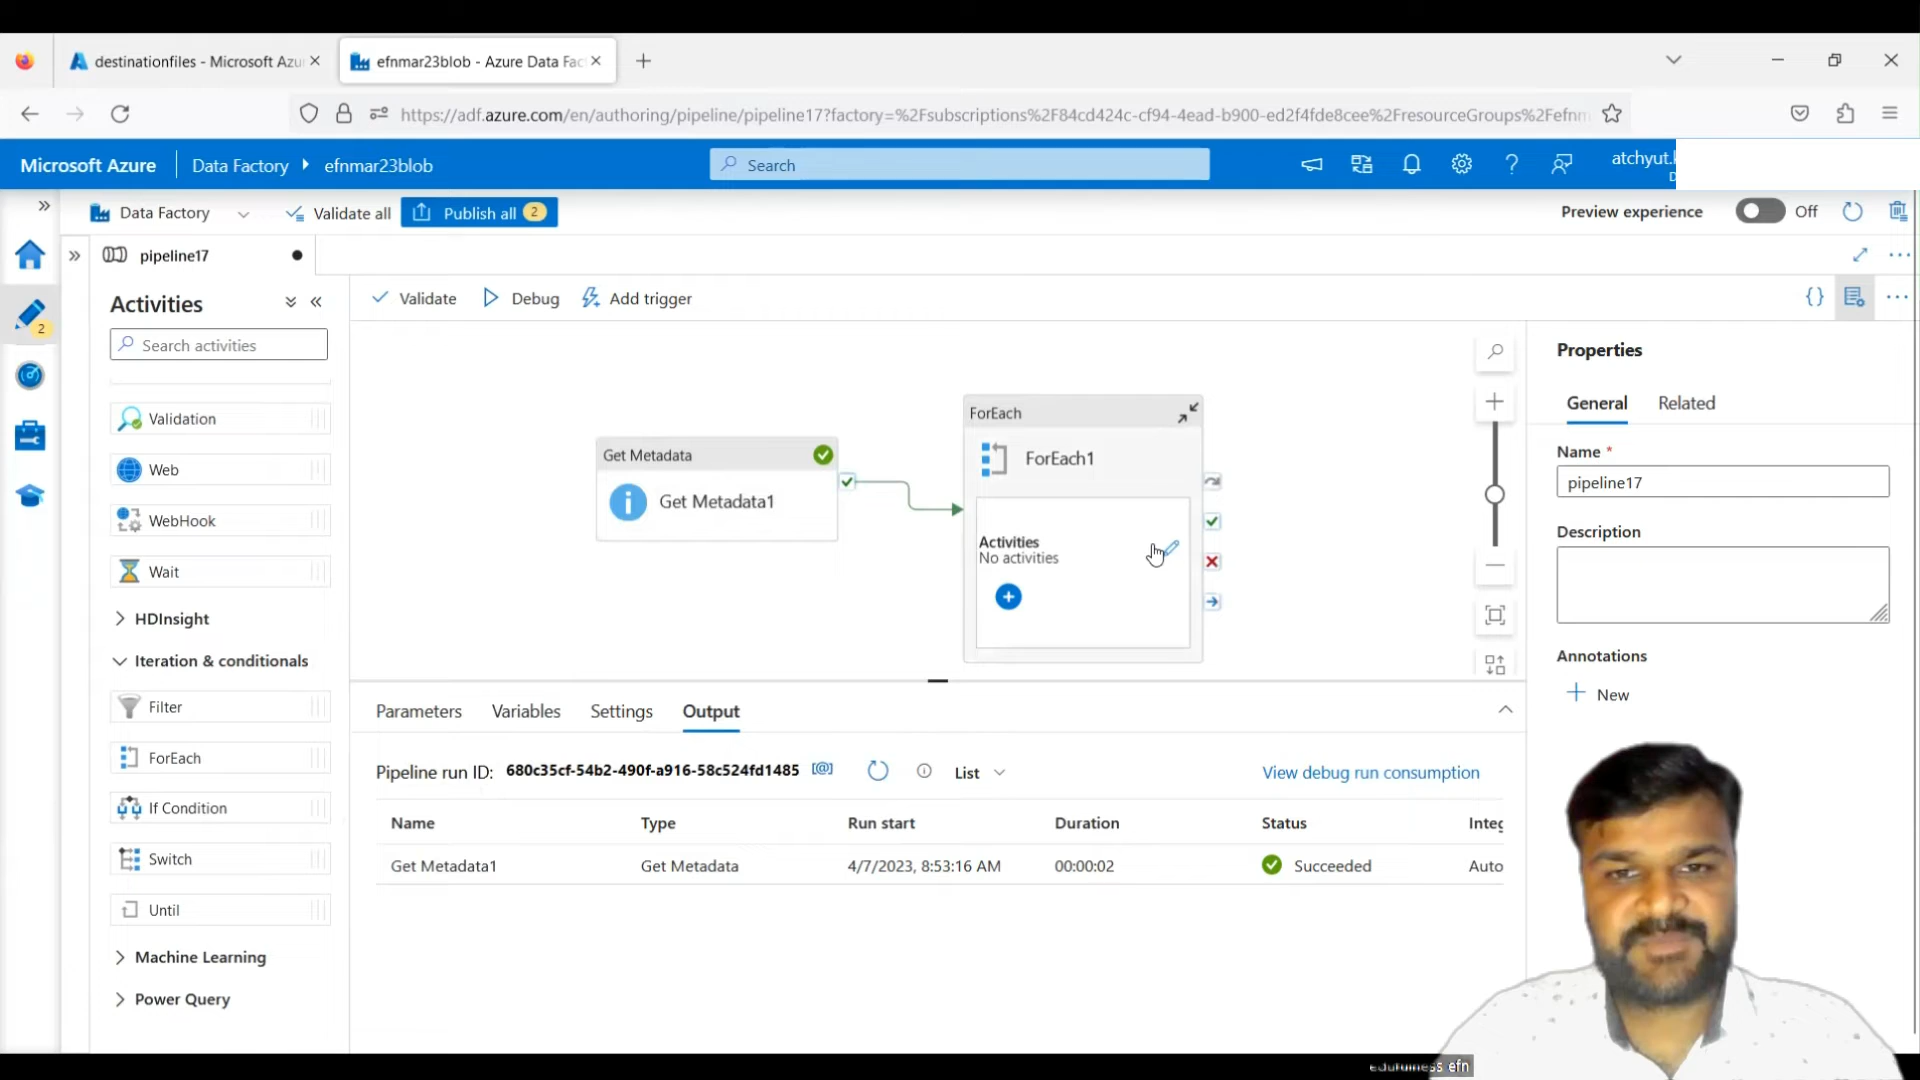 destinationfiles - Microsoft Azu
efnmar23blob - Azure Data Fac
https://adf.azure.com/en/authoring/pipeline/pipeline17?factory=%2Fsubscriptions%2F84cd424c-cf94-4ead-b900-ed2f4fde8cee%2FresourceGroups%2Fefnm
Microsoft Azure
Data Factory
efnmar23blob
Search
atchyut.
Data Factory
Validate all
Publish all
2
Preview experience
Off
pipeline17
2
Activities
Search activities
Validation
Web
WebHook
Wait
HDInsight
Iteration & conditionals
Filter
ForEach
If Condition
Switch
Until
Machine Learning
Power Query
Validate
Debug
Add trigger
Get Metadata
Get Metadata1
ForEach
ForEach1
Activities
No activities
Parameters
Variables
Settings
Output
Pipeline run ID: 680c35cf-54b2-490f-a916-58c524fd1485
List
View debug run consumption
Name Type Run start Duration Status Integ
Get Metadata1 Get Metadata 4/7/2023, 8:53:16 AM 00:00:02 Succeeded Auto
Properties
General
Related
Name *
pipeline17
Description
Annotations
New
efn